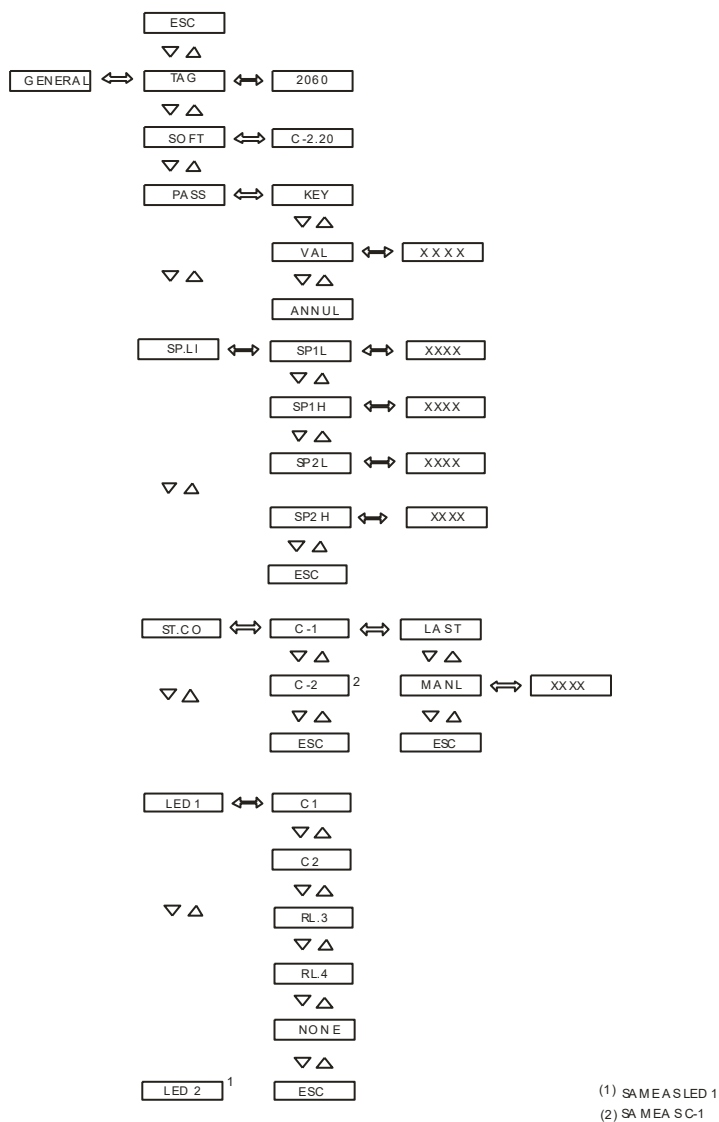 ESC
GENERAL TAG 2060
SOFT C-2.20
PASS KEY
VAL XXXX
ANNUL
SP.LI SP1L XXXX
SP1H XXXX
SP2L XXXX
SP2H XXXX
ESC
ST.CO C-1 LAST
C-2 2 MANL XXXX
ESC ESC
LED 1 C1
C2
RL.3
RL.4
NONE
LED 2 1 ESC
(1) SAME AS LED 1
(2) SAME AS C-1